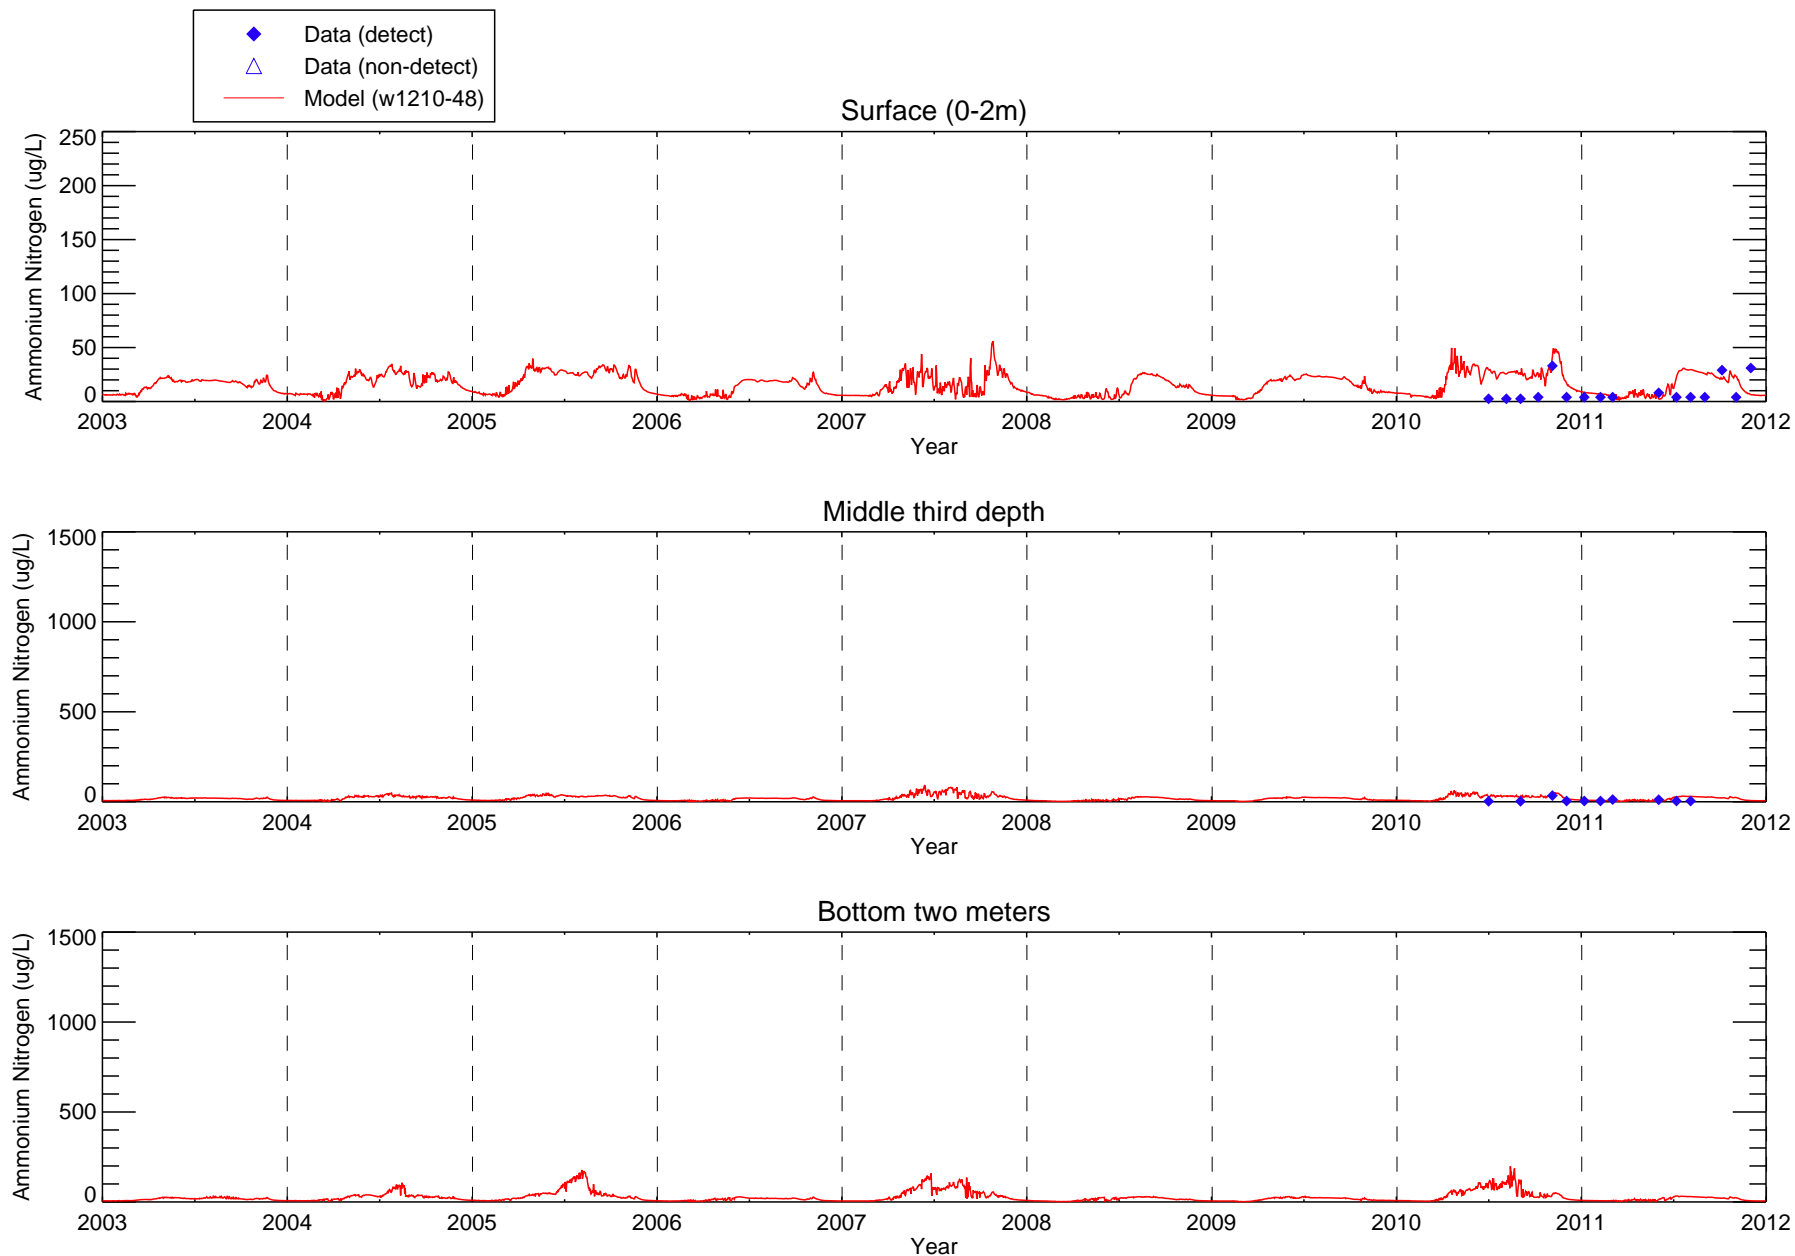 Data (detect)
Data (non-detect)
Model (w1210-48)
Surface (0-2m)
Ammonium Nitrogen (ug/L)
250
200
150
100
50
0
2003 2004 2005 2006 2007 2008 2009 2010 2011 2012
Year
Middle third depth
Ammonium Nitrogen (ug/L)
1500
1000
500
0
2003 2004 2005 2006 2007 2008 2009 2010 2011 2012
Year
Bottom two meters
Ammonium Nitrogen (ug/L)
1500
1000
500
0
2003 2004 2005 2006 2007 2008 2009 2010 2011 2012
Year